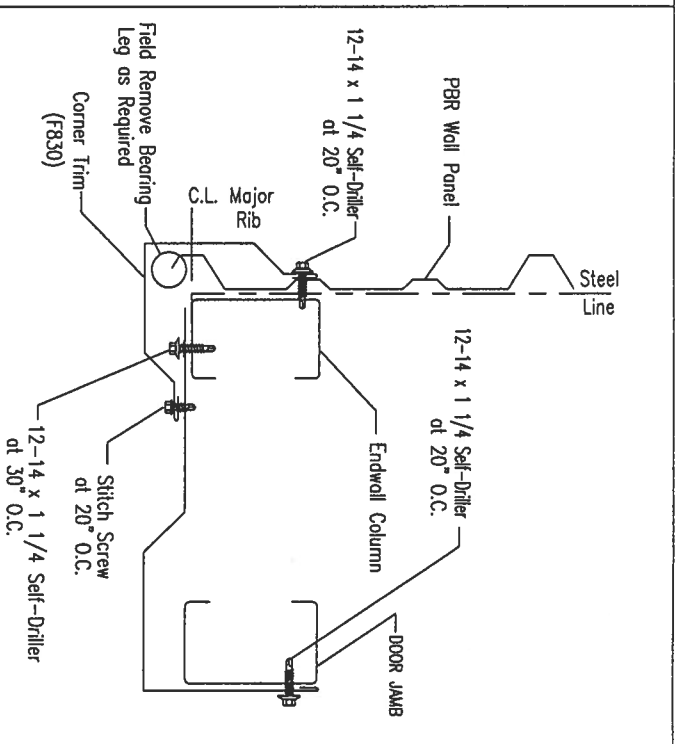 PBR Wall Panel
12-14 x 1 1/4 Self-Driller
at 20" O.C.
Field Remove Bearing
Leg as Required
Corner Trim
(F830)
C.L. Major
Rib
Steel
Line
12-14 x 1 1/4 Self-Driller
at 20" O.C.
Endwall Column
DOOR JAMB
Stitch Screw
at 20" O.C.
12-14 x 1 1/4 Self-Driller
at 30" O.C.